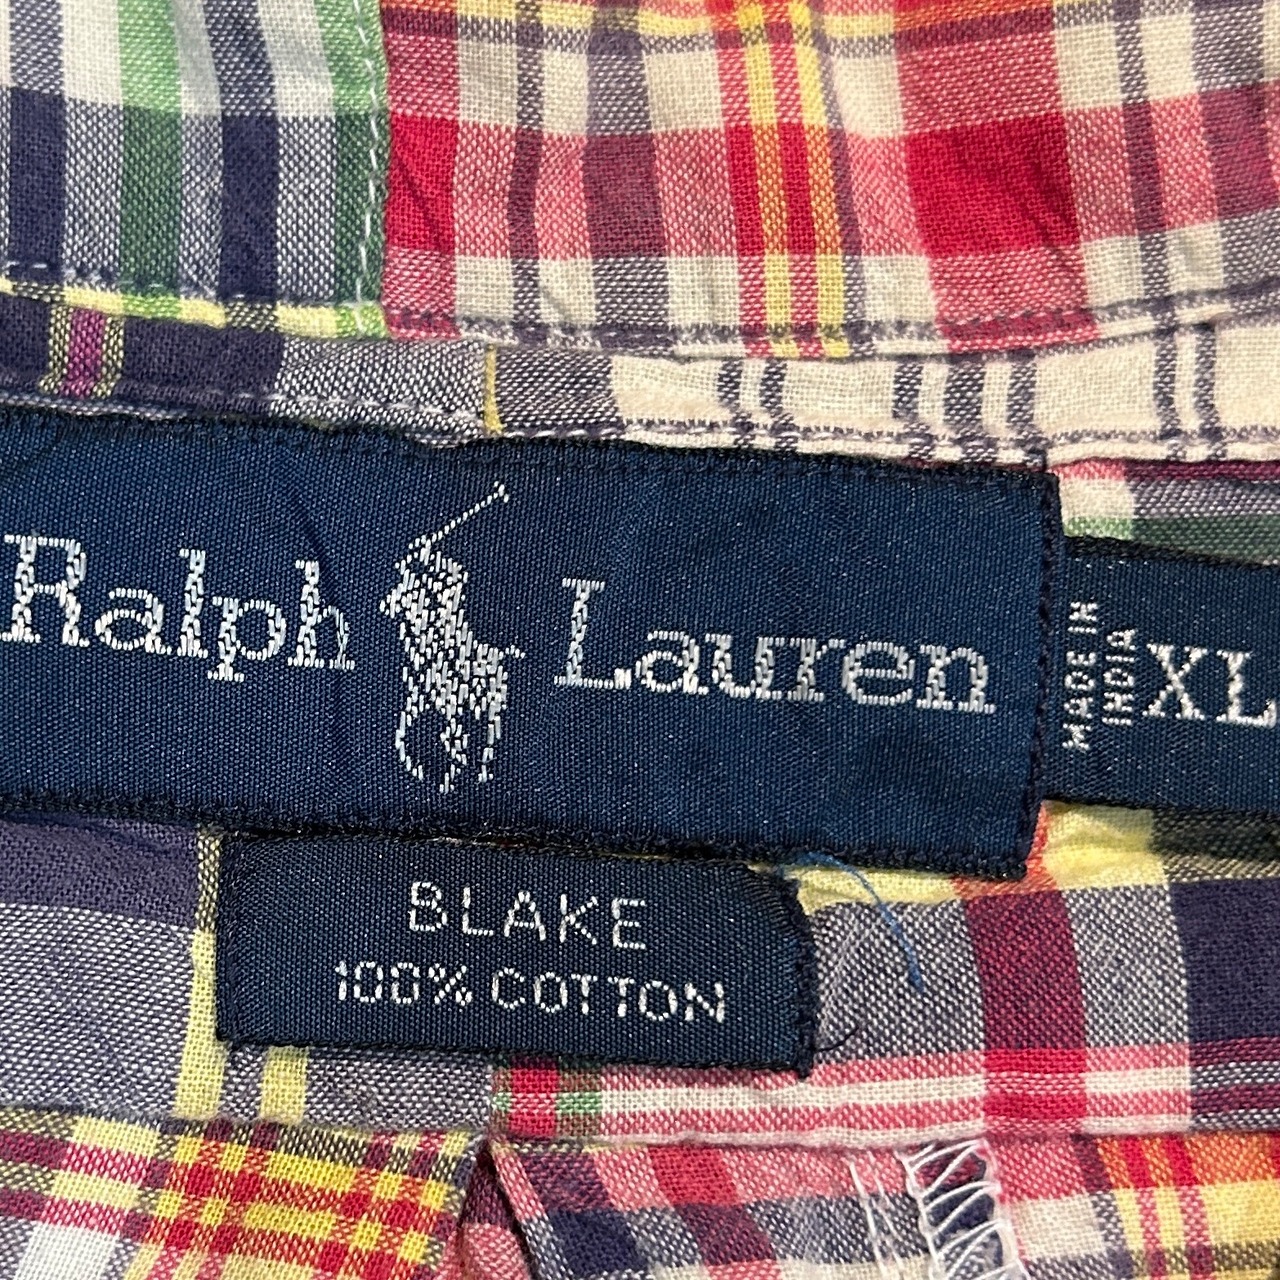 Ralph Lauren
MADE IN
INDIA
XL
BLAKE
100% COTTON